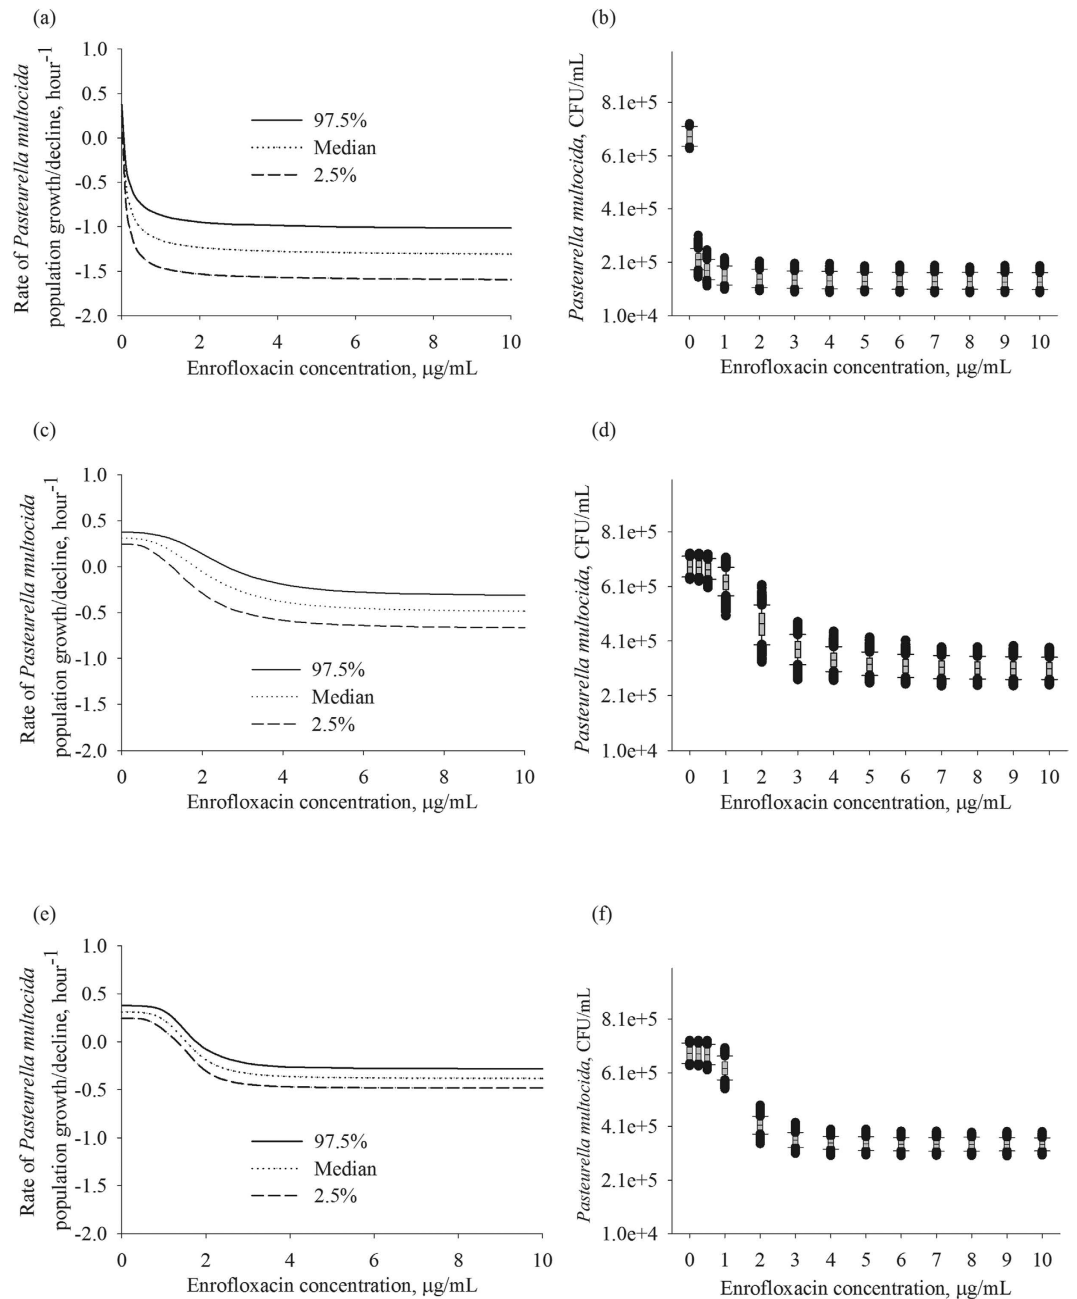 (a)
Rate of Pasteurella multocida
population growth/decline, hour-1
1.0
0.5
0.0
-0.5
-1.0
-1.5
-2.0
97.5%
Median
2.5%
0 2 4 6 8 10
Enrofloxacin concentration, μg/mL
(b)
Pasteurella multocida, CFU/mL
8.1e+5
6.1e+5
4.1e+5
2.1e+5
1.0e+4
0 1 2 3 4 5 6 7 8 9 10
Enrofloxacin concentration, μg/mL
(c)
Rate of Pasteurella multocida
population growth/decline, hour-1
1.0
0.5
0.0
-0.5
-1.0
-1.5
-2.0
97.5%
Median
2.5%
0 2 4 6 8 10
Enrofloxacin concentration, μg/mL
(d)
Pasteurella multocida, CFU/mL
8.1e+5
6.1e+5
4.1e+5
2.1e+5
1.0e+4
0 1 2 3 4 5 6 7 8 9 10
Enrofloxacin concentration, μg/mL
(e)
Rate of Pasteurella multocida
population growth/decline, hour-1
1.0
0.5
0.0
-0.5
-1.0
-1.5
-2.0
97.5%
Median
2.5%
0 2 4 6 8 10
Enrofloxacin concentration, μg/mL
(f)
Pasteurella multocida, CFU/mL
8.1e+5
6.1e+5
4.1e+5
2.1e+5
1.0e+4
0 1 2 3 4 5 6 7 8 9 10
Enrofloxacin concentration, μg/mL